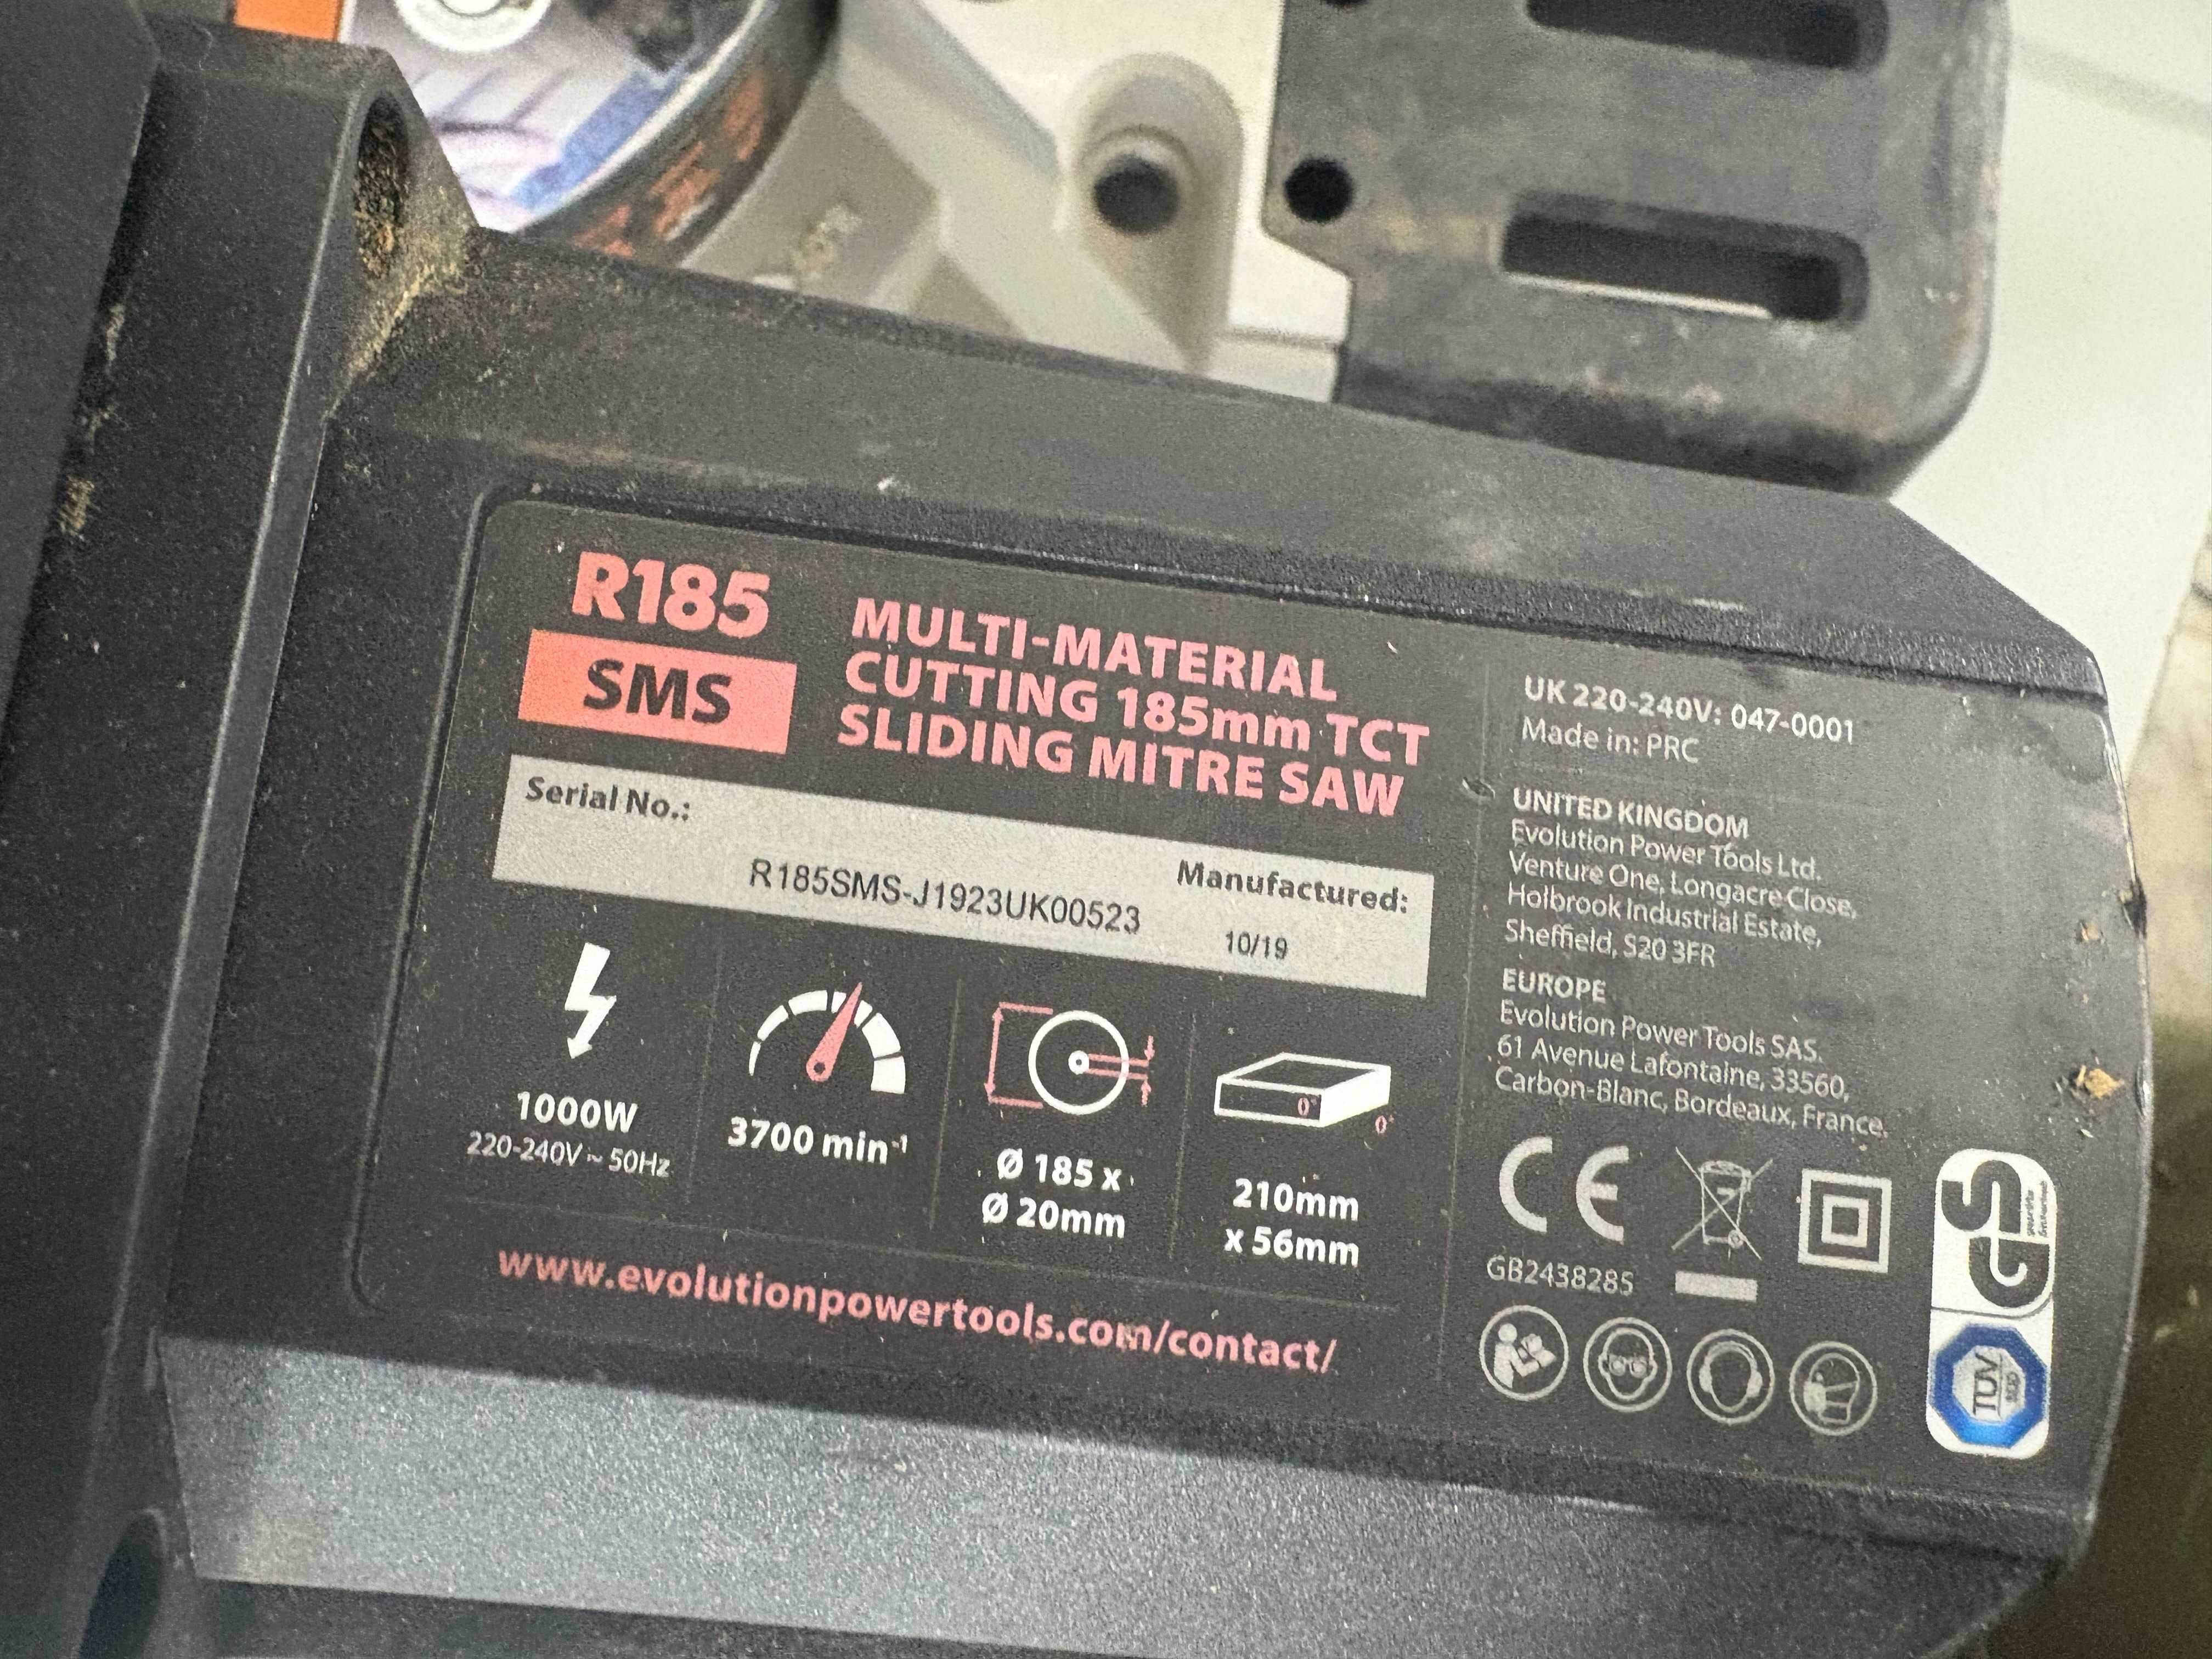 R185
SMS
MULTI-MATERIAL
CUTTING 185mm TCT
SLIDING MITRE SAW
Serial No.:
R185SMS-J1923UK00523
Manufactured:
10/19
1000W
220-240V ~ 50Hz
3700 min-1
Ø 185 x
Ø 20mm
0°
0°
210mm
x 56mm
www.evolutionpowertools.com/contact/
UK 220-240V: 047-0001
Made in: PRC
UNITED KINGDOM
Evolution Power Tools Ltd.
Venture One, Longacre Close,
Holbrook Industrial Estate,
Sheffield, S20 3FR
EUROPE
Evolution Power Tools SAS.
61 Avenue Lafontaine, 33560,
Carbon-Blanc, Bordeaux, France.
CE
GB2438285
GS
TÜV